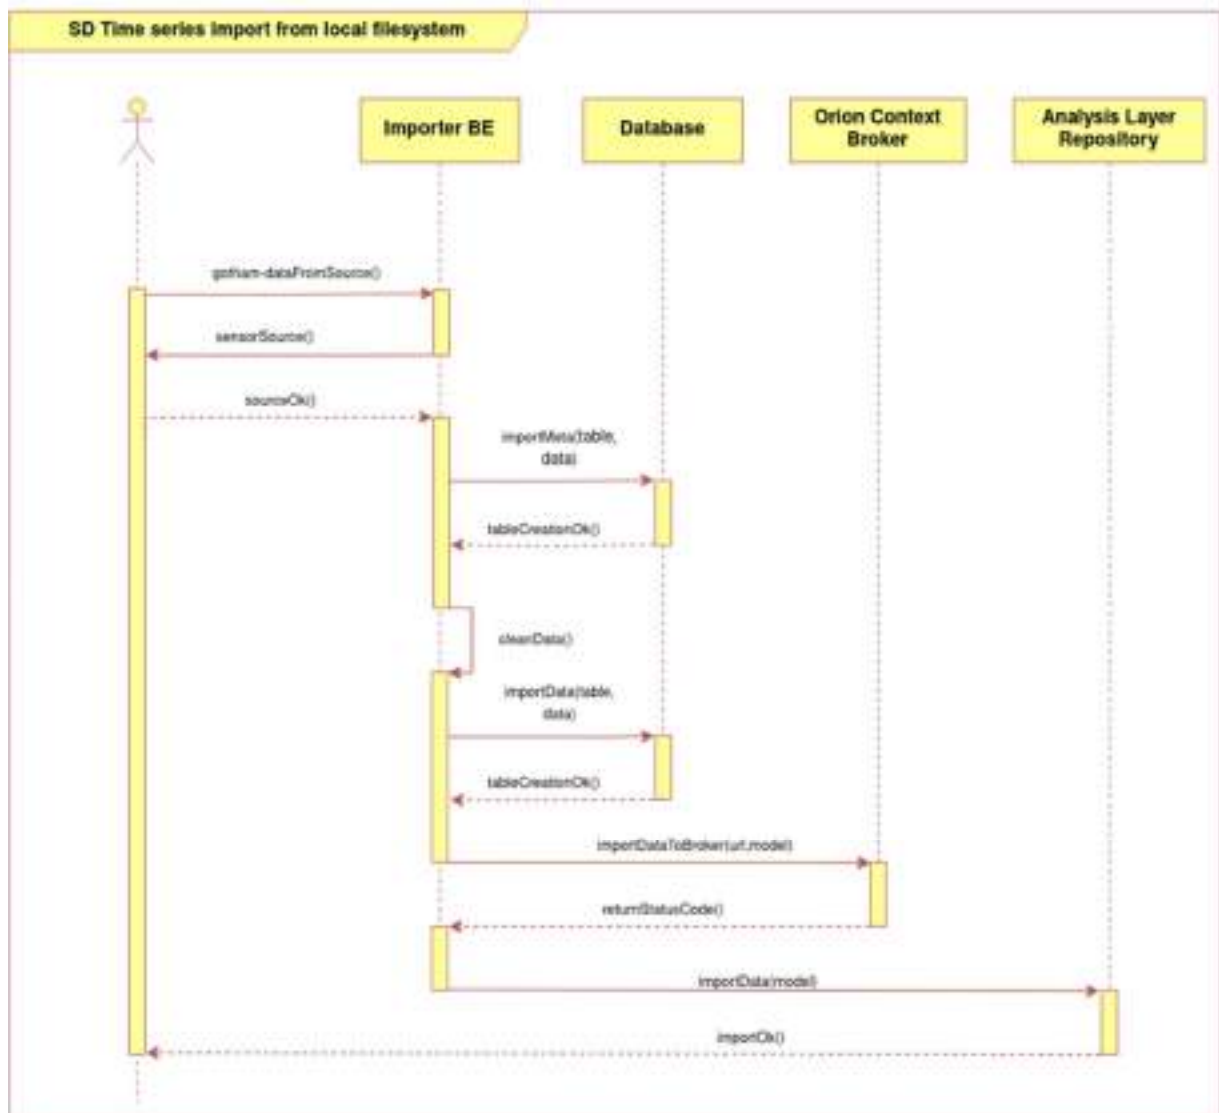 SD Time series import from local filesystem
Importer BE
Database
Orion Context
Broker
Analysis Layer
Repository
gotham-dataFromSource()
sensorSource()
sourceOk()
importMeta(table,
data)
tableCreationOk()
cleanData()
importData(table,
data)
tableCreationOk()
importDataToBroker(url,model)
returnStatusCode()
importData(model)
importOk()